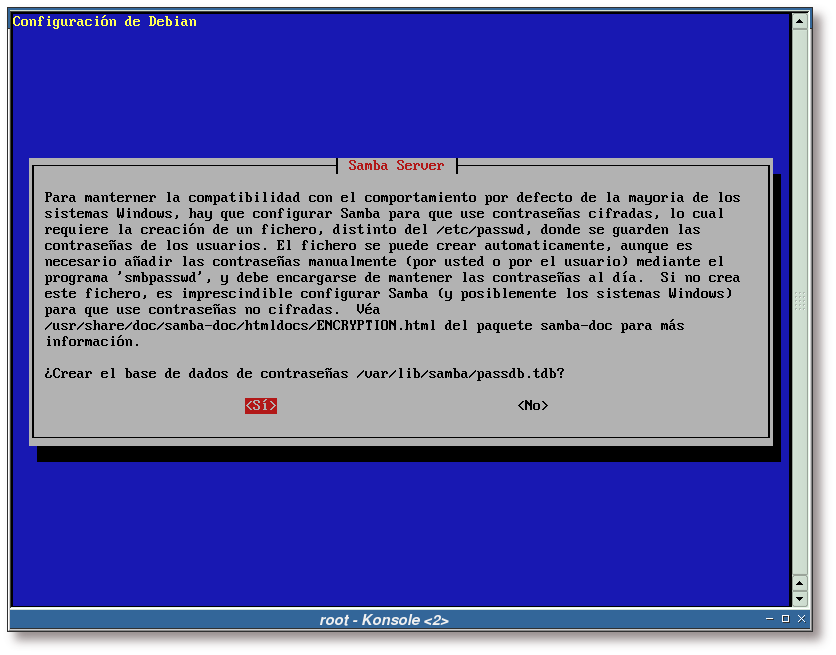 Configuración de Debian
Samba Server
Para manterner la compatibilidad con el comportamiento por defecto de la mayoria de los
sistemas Windows, hay que configurar Samba para que use contraseñas cifradas, lo cual
requiere la creación de un fichero, distinto del /etc/passwd, donde se guarden las
contraseñas de los usuarios. El fichero se puede crear automaticamente, aunque es
necesario añadir las contraseñas manualmente (por usted o por el usuario) mediante el
programa 'smbpasswd', y debe encargarse de mantener las contraseñas al día.  Si no crea
este fichero, es imprescindible configurar Samba (y posiblemente los sistemas Windows)
para que use contraseñas no cifradas.  Véa
/usr/share/doc/samba-doc/htmldocs/ENCRYPTION.html del paquete samba-doc para más
información.
¿Crear el base de dados de contraseñas /var/lib/samba/passdb.tdb?
<Sí> <No>
root - Konsole <2>